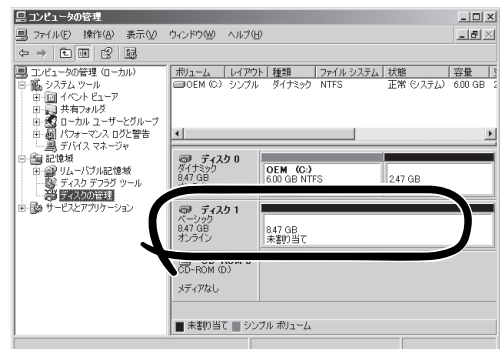 コンピュータの管理
ファイル(F) 操作(A) 表示(V) ウィンドウ(W) ヘルプ(H)
コンピュータの管理 (ローカル)
システム ツール
イベント ビューア
共有フォルダ
ローカル ユーザーとグループ
パフォーマンス ログと警告
デバイス マネージャ
記憶域
リムーバブル記憶域
ディスク デフラグ ツール
ディスクの管理
サービスとアプリケーション
ボリューム レイアウト 種類 ファイル システム 状態 容量
OEM (C:) シンプル ダイナミック NTFS 正常 (システム) 6.00 GB
ディスク 0
ダイナミック
8.47 GB
OEM (C:)
6.00 GB NTFS
2.47 GB
ディスク 1
ベーシック
8.47 GB
オンライン
8.47 GB
未割り当て
CD-ROM (D:)
メディアなし
未割り当て シンプル ボリューム